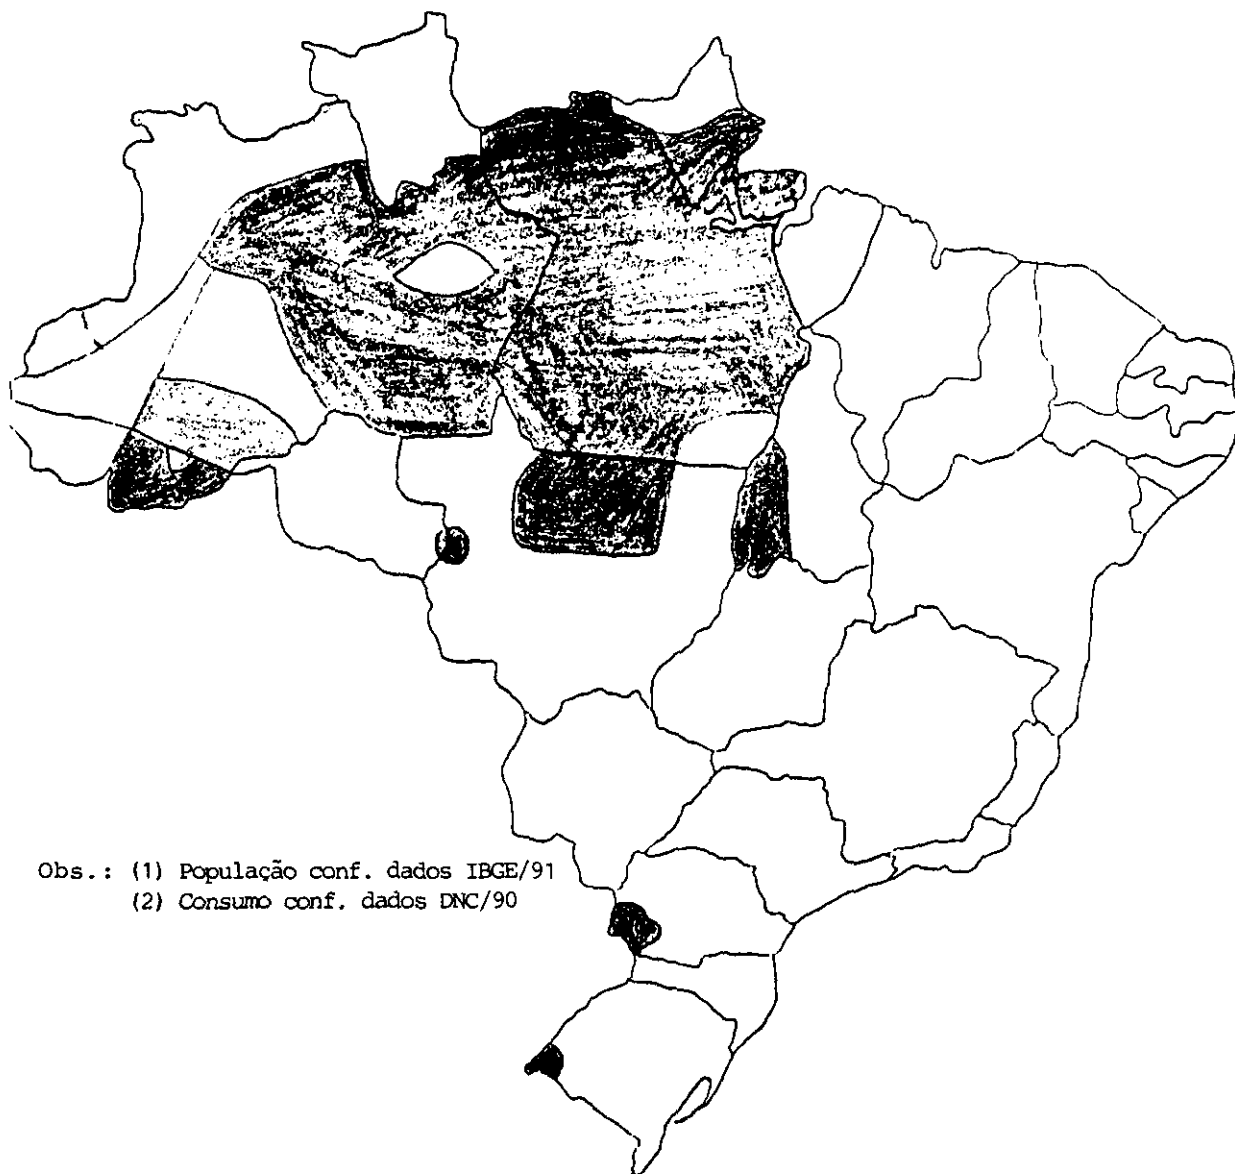 Obs.: (1) População conf. dados IBGE/91
(2) Consumo conf. dados DNC/90